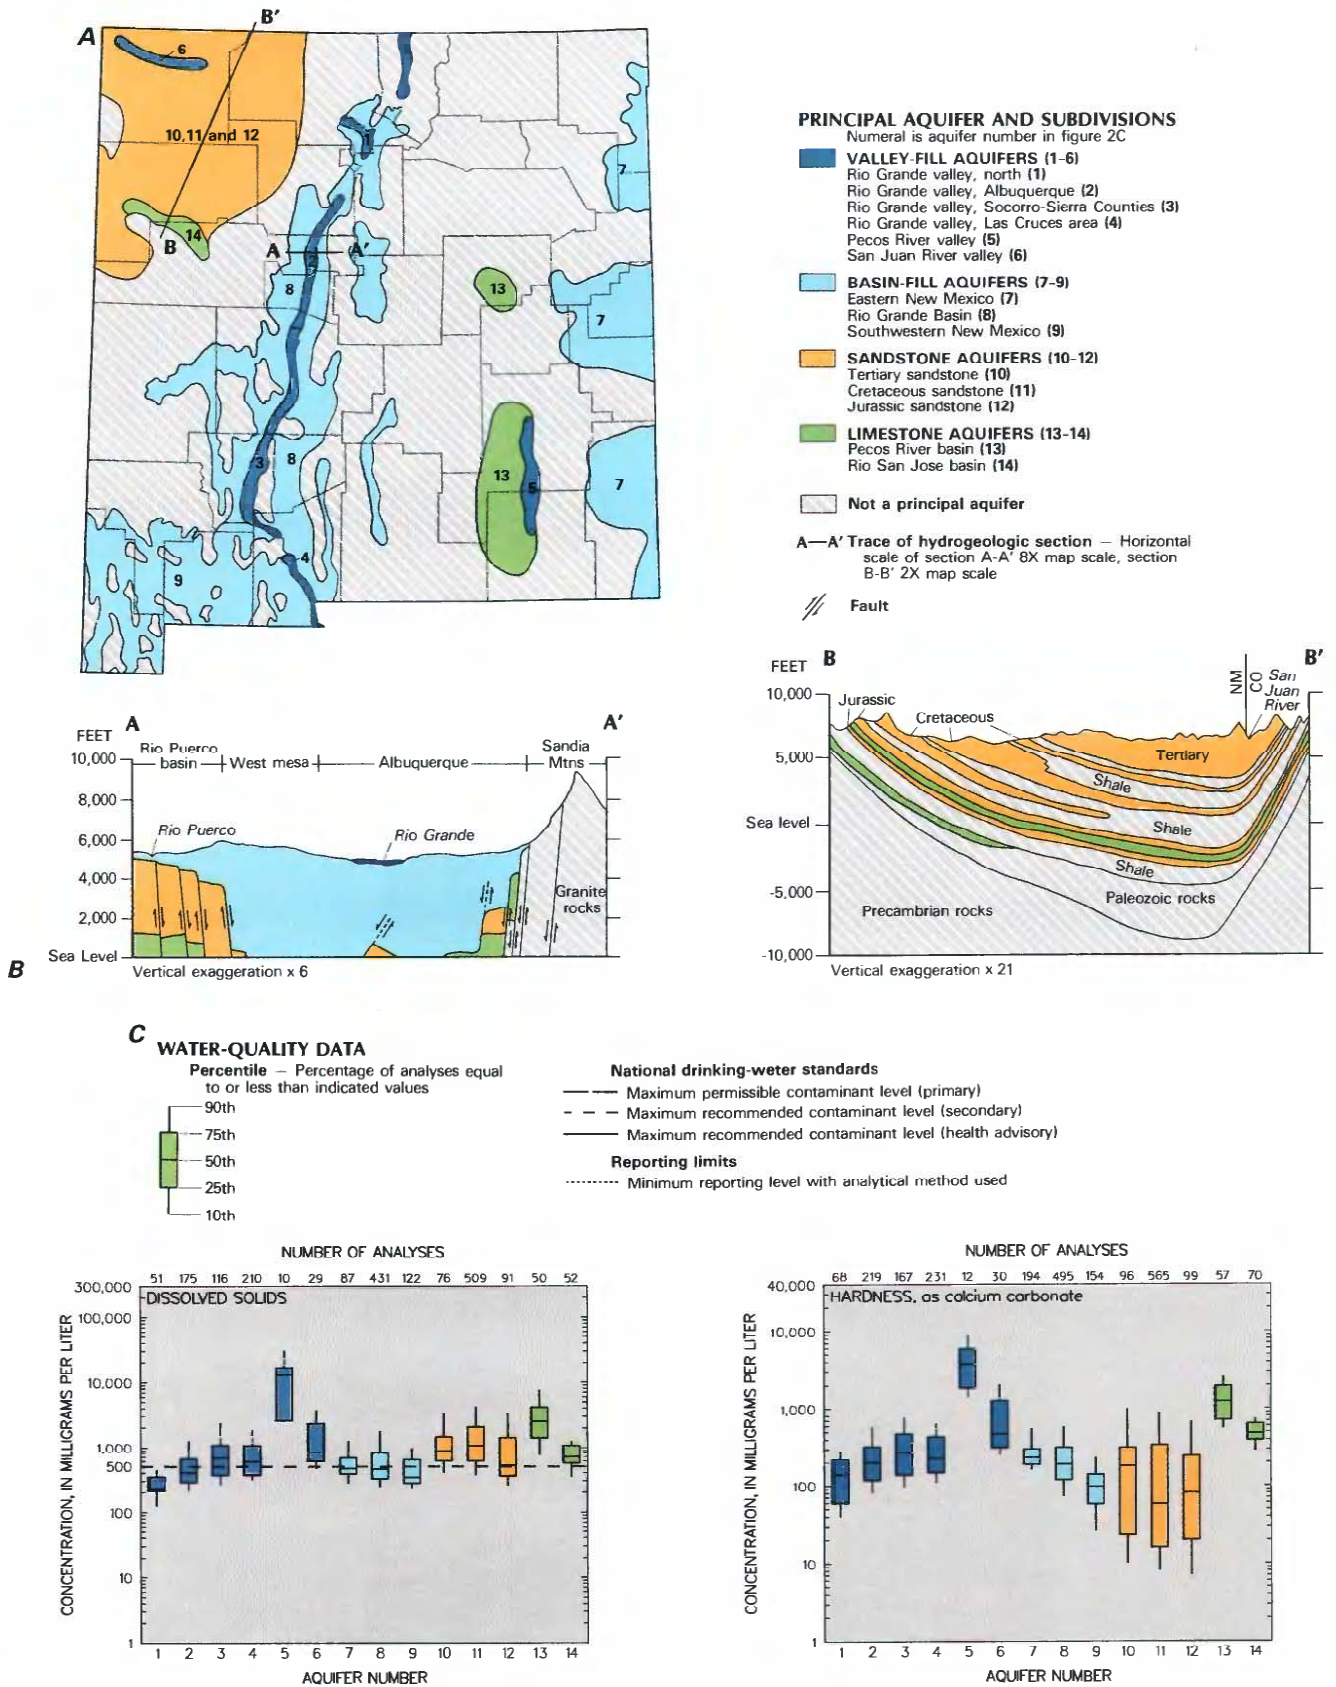 A
B'
6
10,11 and 12
1
7
14
B
A
A'
2
8
13
7
3
8
13
5
7
4
9
PRINCIPAL AQUIFER AND SUBDIVISIONS
Numeral is aquifer number in figure 2C
VALLEY-FILL AQUIFERS (1-6)
Rio Grande valley, north (1)
Rio Grande valley, Albuquerque (2)
Rio Grande valley, Socorro-Sierra Counties (3)
Rio Grande valley, Las Cruces area (4)
Pecos River valley (5)
San Juan River valley (6)
BASIN-FILL AQUIFERS (7-9)
Eastern New Mexico (7)
Rio Grande Basin (8)
Southwestern New Mexico (9)
SANDSTONE AQUIFERS (10-12)
Tertiary sandstone (10)
Cretaceous sandstone (11)
Jurassic sandstone (12)
LIMESTONE AQUIFERS (13-14)
Pecos River basin (13)
Rio San Jose basin (14)
Not a principal aquifer
A—A' Trace of hydrogeologic section — Horizontal
scale of section A-A' 8X map scale, section
B-B' 2X map scale
Fault
B
FEET
A
A'
Rio Puerco
basin
West mesa
Albuquerque
Sandia
Mtns
10,000
8,000
6,000
4,000
2,000
Sea Level
Rio Puerco
Rio Grande
Granite
rocks
Vertical exaggeration x 6
FEET
B
B'
NM
CO
San
Juan
River
10,000
5,000
Sea level
-5,000
-10,000
Jurassic
Cretaceous
Tertiary
Shale
Shale
Shale
Paleozoic rocks
Precambrian rocks
Vertical exaggeration x 21
C
WATER-QUALITY DATA
Percentile — Percentage of analyses equal
to or less than indicated values
90th
75th
50th
25th
10th
National drinking-weter standards
Maximum permissible contaminant level (primary)
Maximum recommended contaminant level (secondary)
Maximum recommended contaminant level (health advisory)
Reporting limits
Minimum reporting level with analytical method used
NUMBER OF ANALYSES
51 175 116 210 10 29 87 431 122 76 509 91 50 52
DISSOLVED SOLIDS
CONCENTRATION, IN MILLIGRAMS PER LITER
300,000
100,000
10,000
1,000
500
100
10
1
1 2 3 4 5 6 7 8 9 10 11 12 13 14
AQUIFER NUMBER
NUMBER OF ANALYSES
68 219 167 231 12 30 194 495 154 96 565 99 57 70
HARDNESS, as calcium carbonate
CONCENTRATION, IN MILLIGRAMS PER LITER
40,000
10,000
1,000
100
10
1
1 2 3 4 5 6 7 8 9 10 11 12 13 14
AQUIFER NUMBER